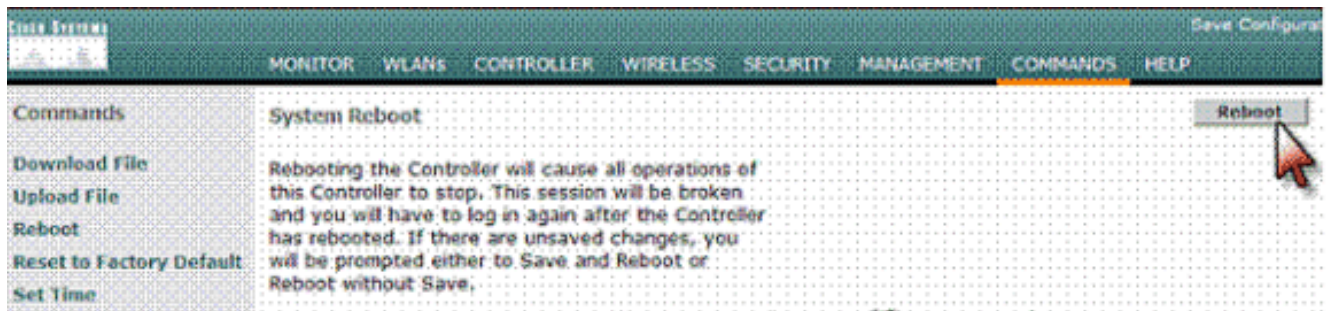 Cisco Systems
Save Configurat
MONITOR WLANs CONTROLLER WIRELESS SECURITY MANAGEMENT COMMANDS HELP
Commands
Download File
Upload File
Reboot
Reset to Factory Default
Set Time
System Reboot
Reboot
Rebooting the Controller will cause all operations of
this Controller to stop. This session will be broken
and you will have to log in again after the Controller
has rebooted. If there are unsaved changes, you
will be prompted either to Save and Reboot or
Reboot without Save.